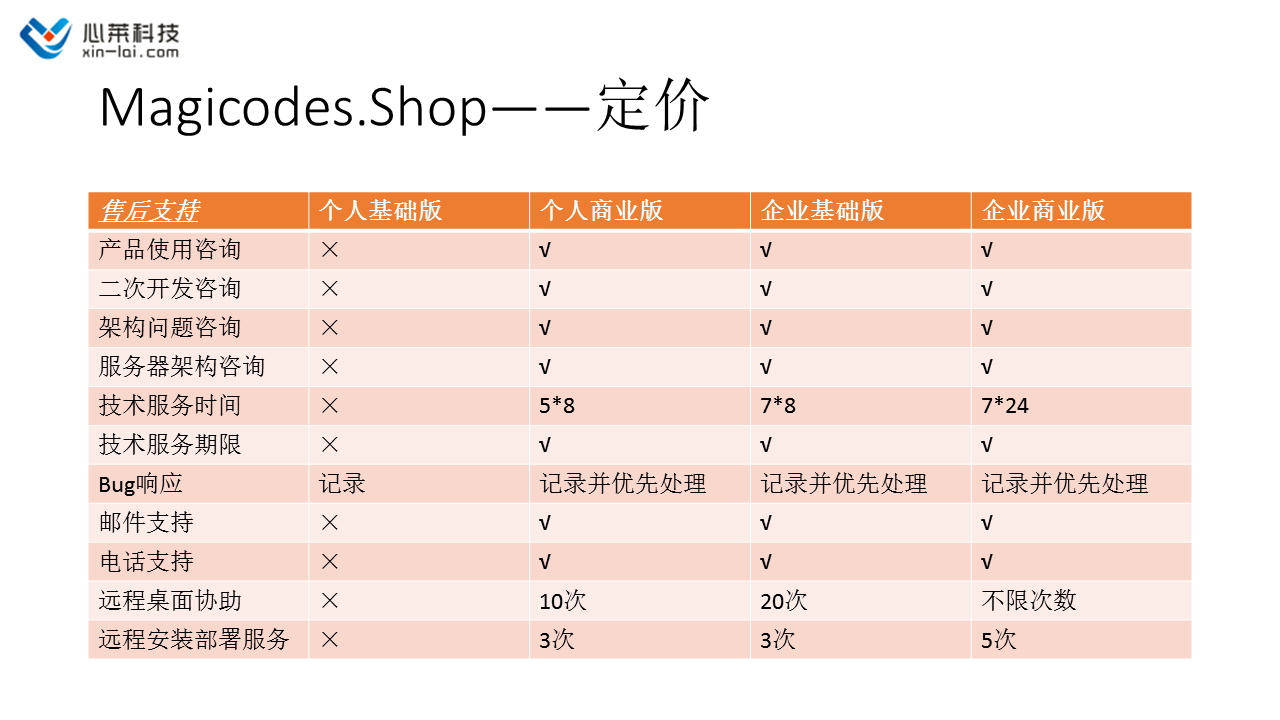 心莱科技
xin-lai.com
Magicodes.Shop——定价
售后支持 个人基础版 个人商业版 企业基础版 企业商业版
产品使用咨询 × √ √ √
二次开发咨询 × √ √ √
架构问题咨询 × √ √ √
服务器架构咨询 × √ √ √
技术服务时间 × 5*8 7*8 7*24
技术服务期限 × √ √ √
Bug响应 记录 记录并优先处理 记录并优先处理 记录并优先处理
邮件支持 × √ √ √
电话支持 × √ √ √
远程桌面协助 × 10次 20次 不限次数
远程安装部署服务 × 3次 3次 5次